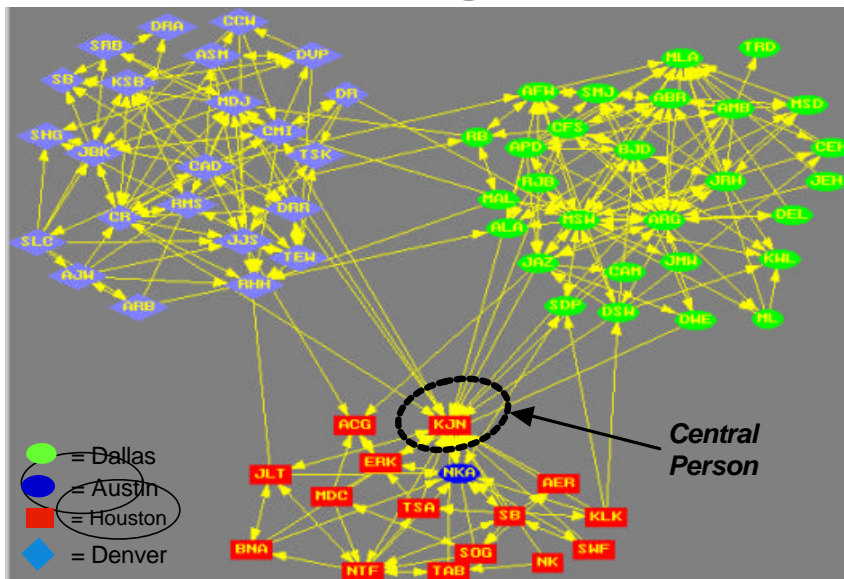 DRA
CCW
SRB
ASM
DVP
SB
KSB
MDJ
DR
CMI
SHG
JBK
TSK
CAD
RMS
DRR
CR
SLC
JJS
TEW
AJW
RHH
ARB
TRD
MLA
AFW
SMJ
ABR
AMB
MSD
RB
CFS
APD
BJD
CEH
RJB
JRH
JEH
MAL
ALA
MSW
ARG
DEL
JAZ
CAM
JMW
KWL
SDP
DSW
DWE
ML
ACG
KJN
Central
Person
ERK
NKA
JLT
AER
MDC
TSA
SB
KLK
BNA
SOG
SWF
NTF
TAB
NK
= Dallas
= Austin
= Houston
= Denver